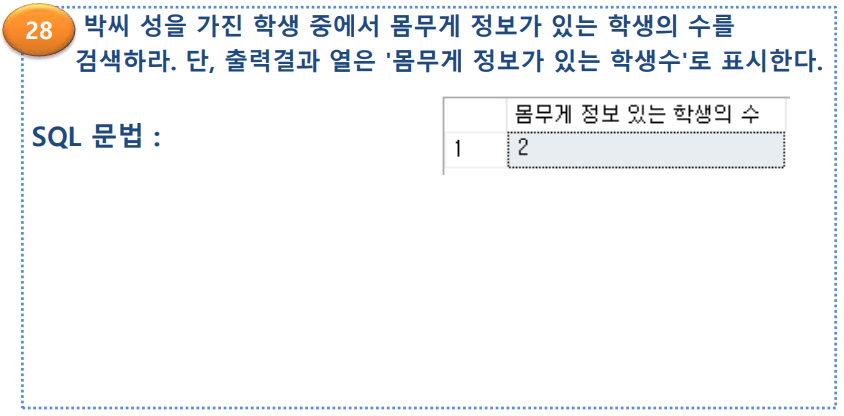 28 박씨 성을 가진 학생 중에서 몸무게 정보가 있는 학생의 수를
검색하라. 단, 출력결과 열은 '몸무게 정보가 있는 학생수'로 표시한다.
SQL 문법 :
몸무게 정보 있는 학생의 수
1 2